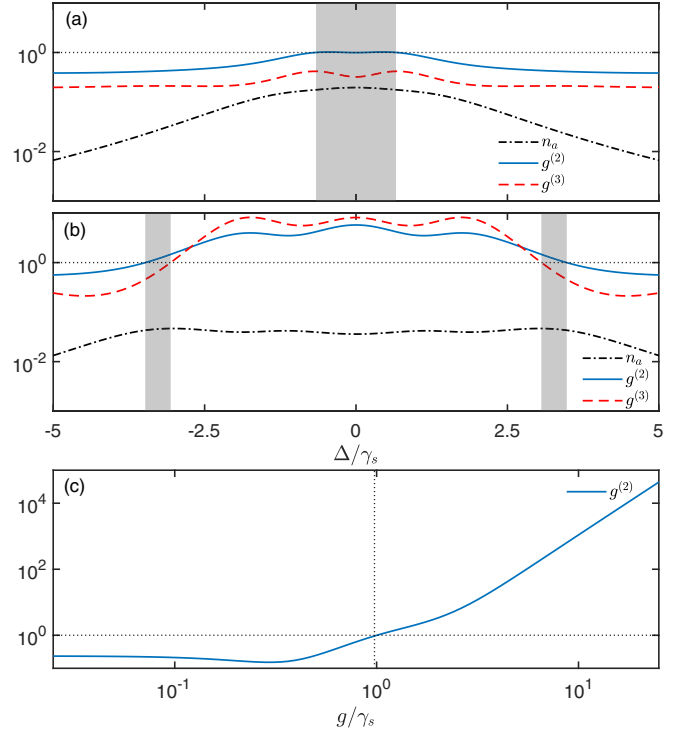 (a)
10^0
10^-2
n_a
g^(2)
g^(3)
(b)
10^0
10^-2
n_a
g^(2)
g^(3)
-5 -2.5 0 2.5 5
Δ/γ_s
(c)
g^(2)
10^4
10^2
10^0
10^-1 10^0 10^1
g/γ_s